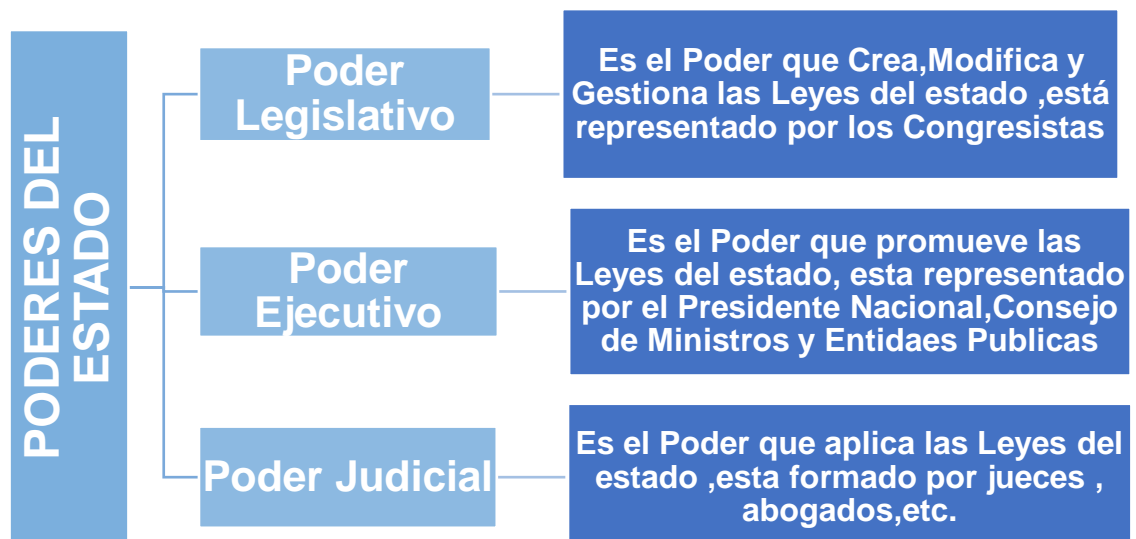 PODERES DEL
ESTADO
Poder
Legislativo
Es el Poder que Crea,Modifica y
Gestiona las Leyes del estado ,está
representado por los Congresistas
Poder
Ejecutivo
Es el Poder que promueve las
Leyes del estado, esta representado
por el Presidente Nacional,Consejo
de Ministros y Entidaes Publicas
Poder Judicial
Es el Poder que aplica las Leyes del
estado ,esta formado por jueces ,
abogados,etc.